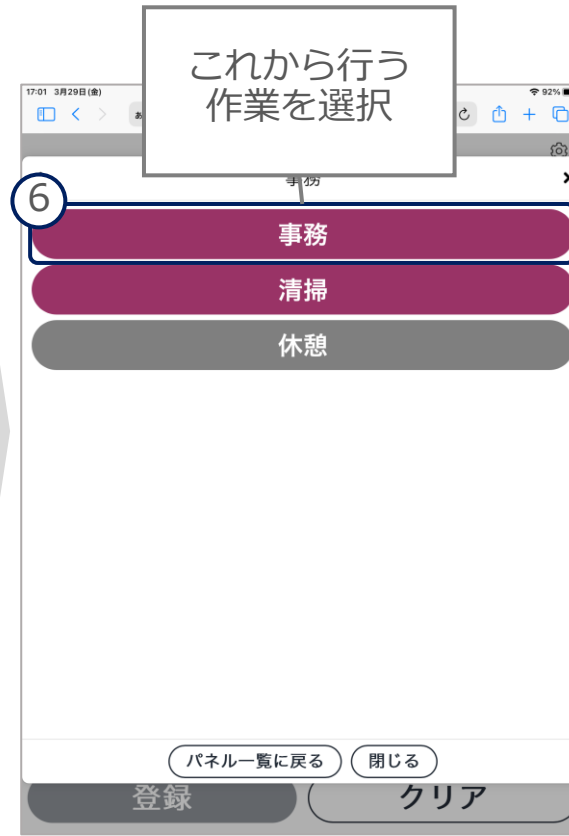 これから行う
作業を選択
17:01 3月29日(金)
92%
あ
事務
6
事務
清掃
休憩
パネル一覧に戻る
閉じる
登録
クリア